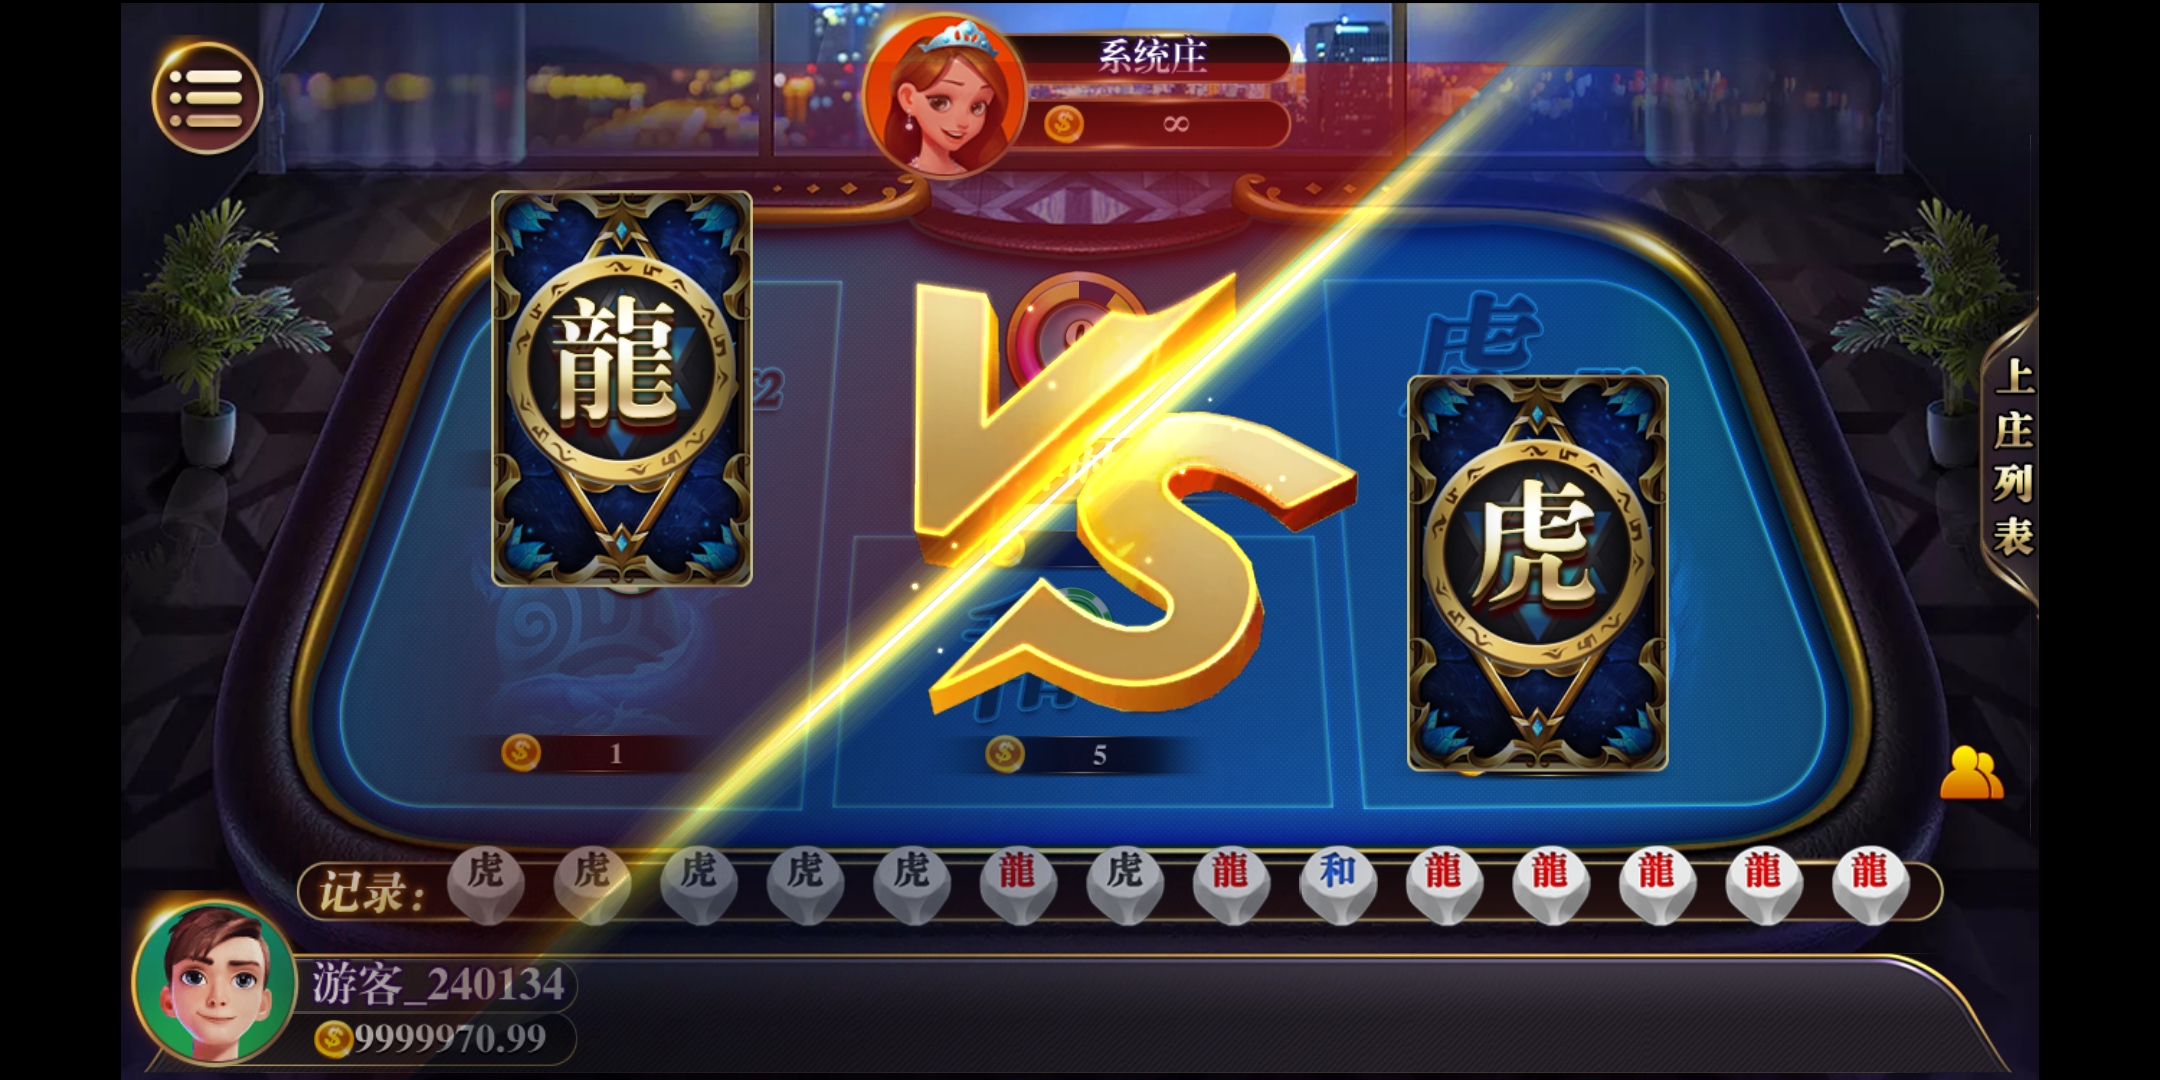 系统庄
∞
龍
虎
X2
VS
虎
上庄列表
1
5
记录: 虎 虎 虎 虎 虎 龍 虎 龍 和 龍 龍 龍 龍 龍
游客_240134
9999970.99